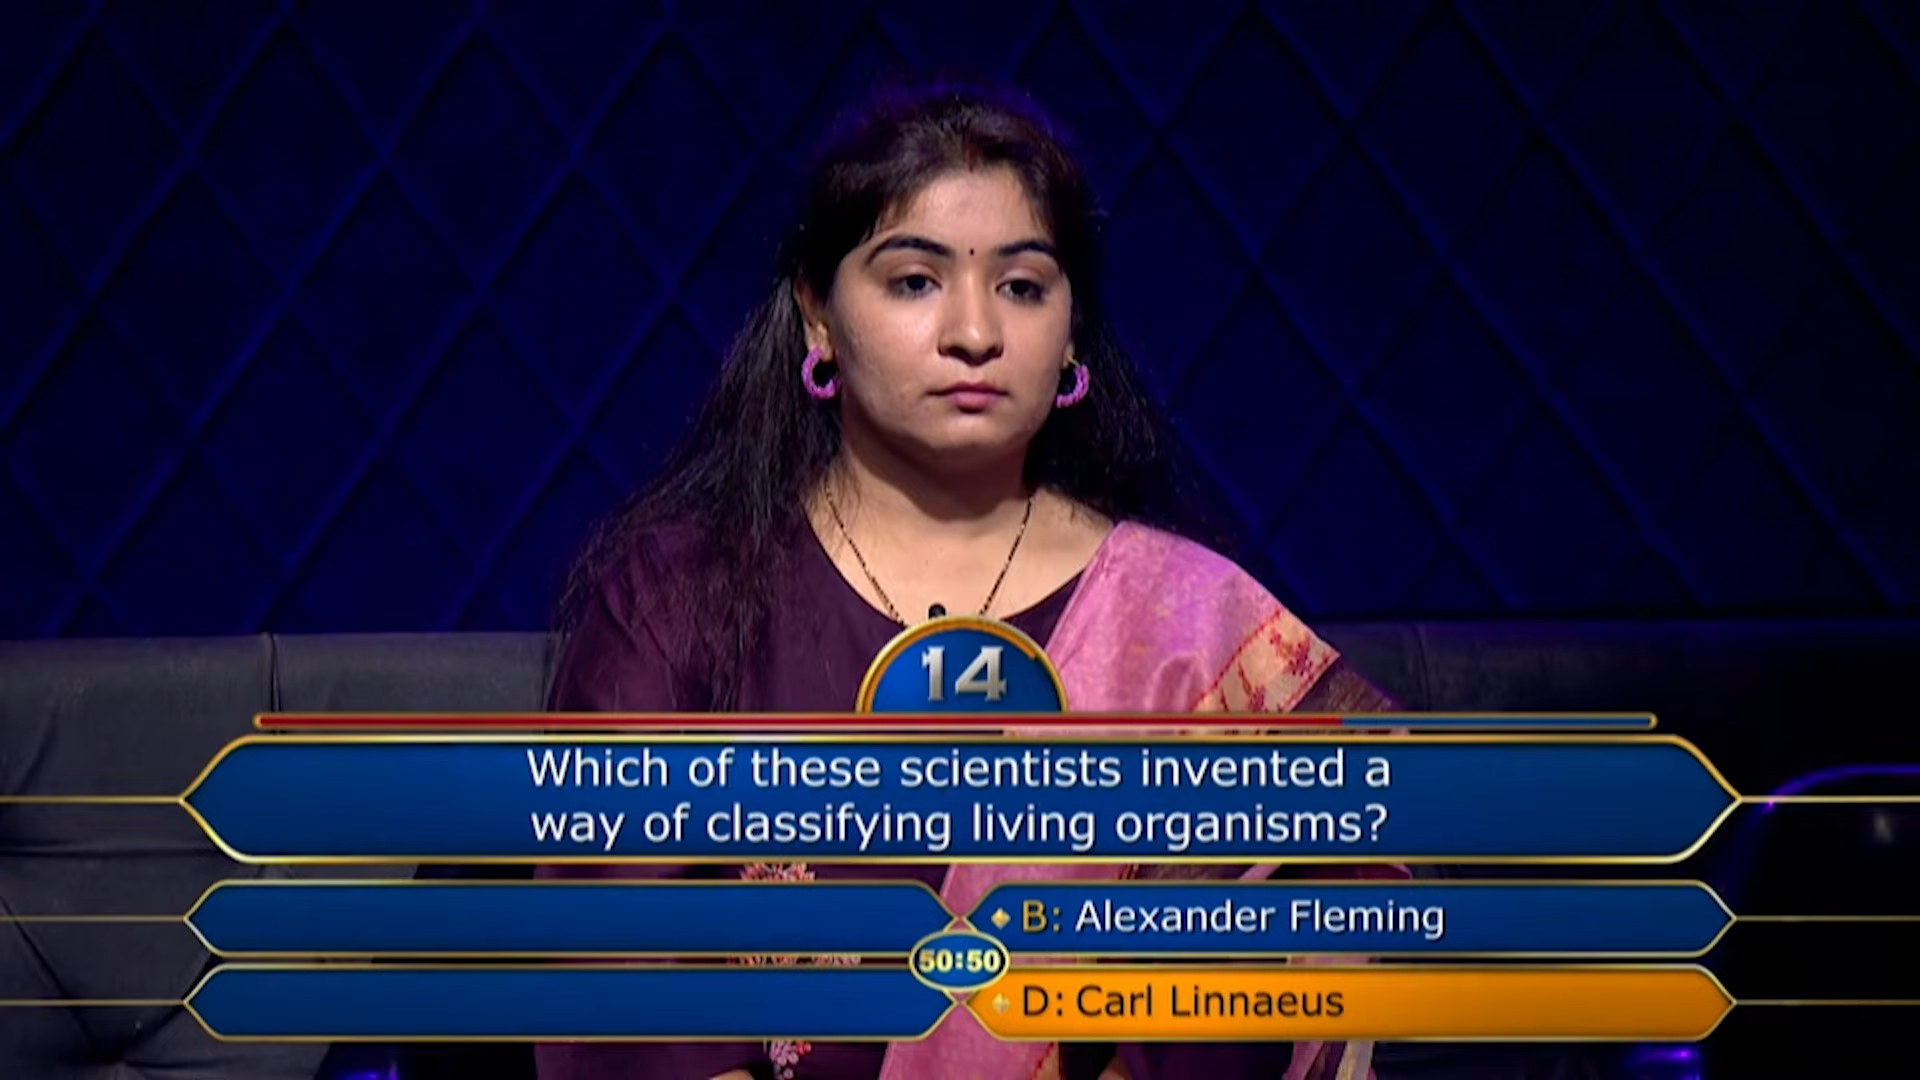 14
Which of these scientists invented a
way of classifying living organisms?
B: Alexander Fleming
50:50
D: Carl Linnaeus